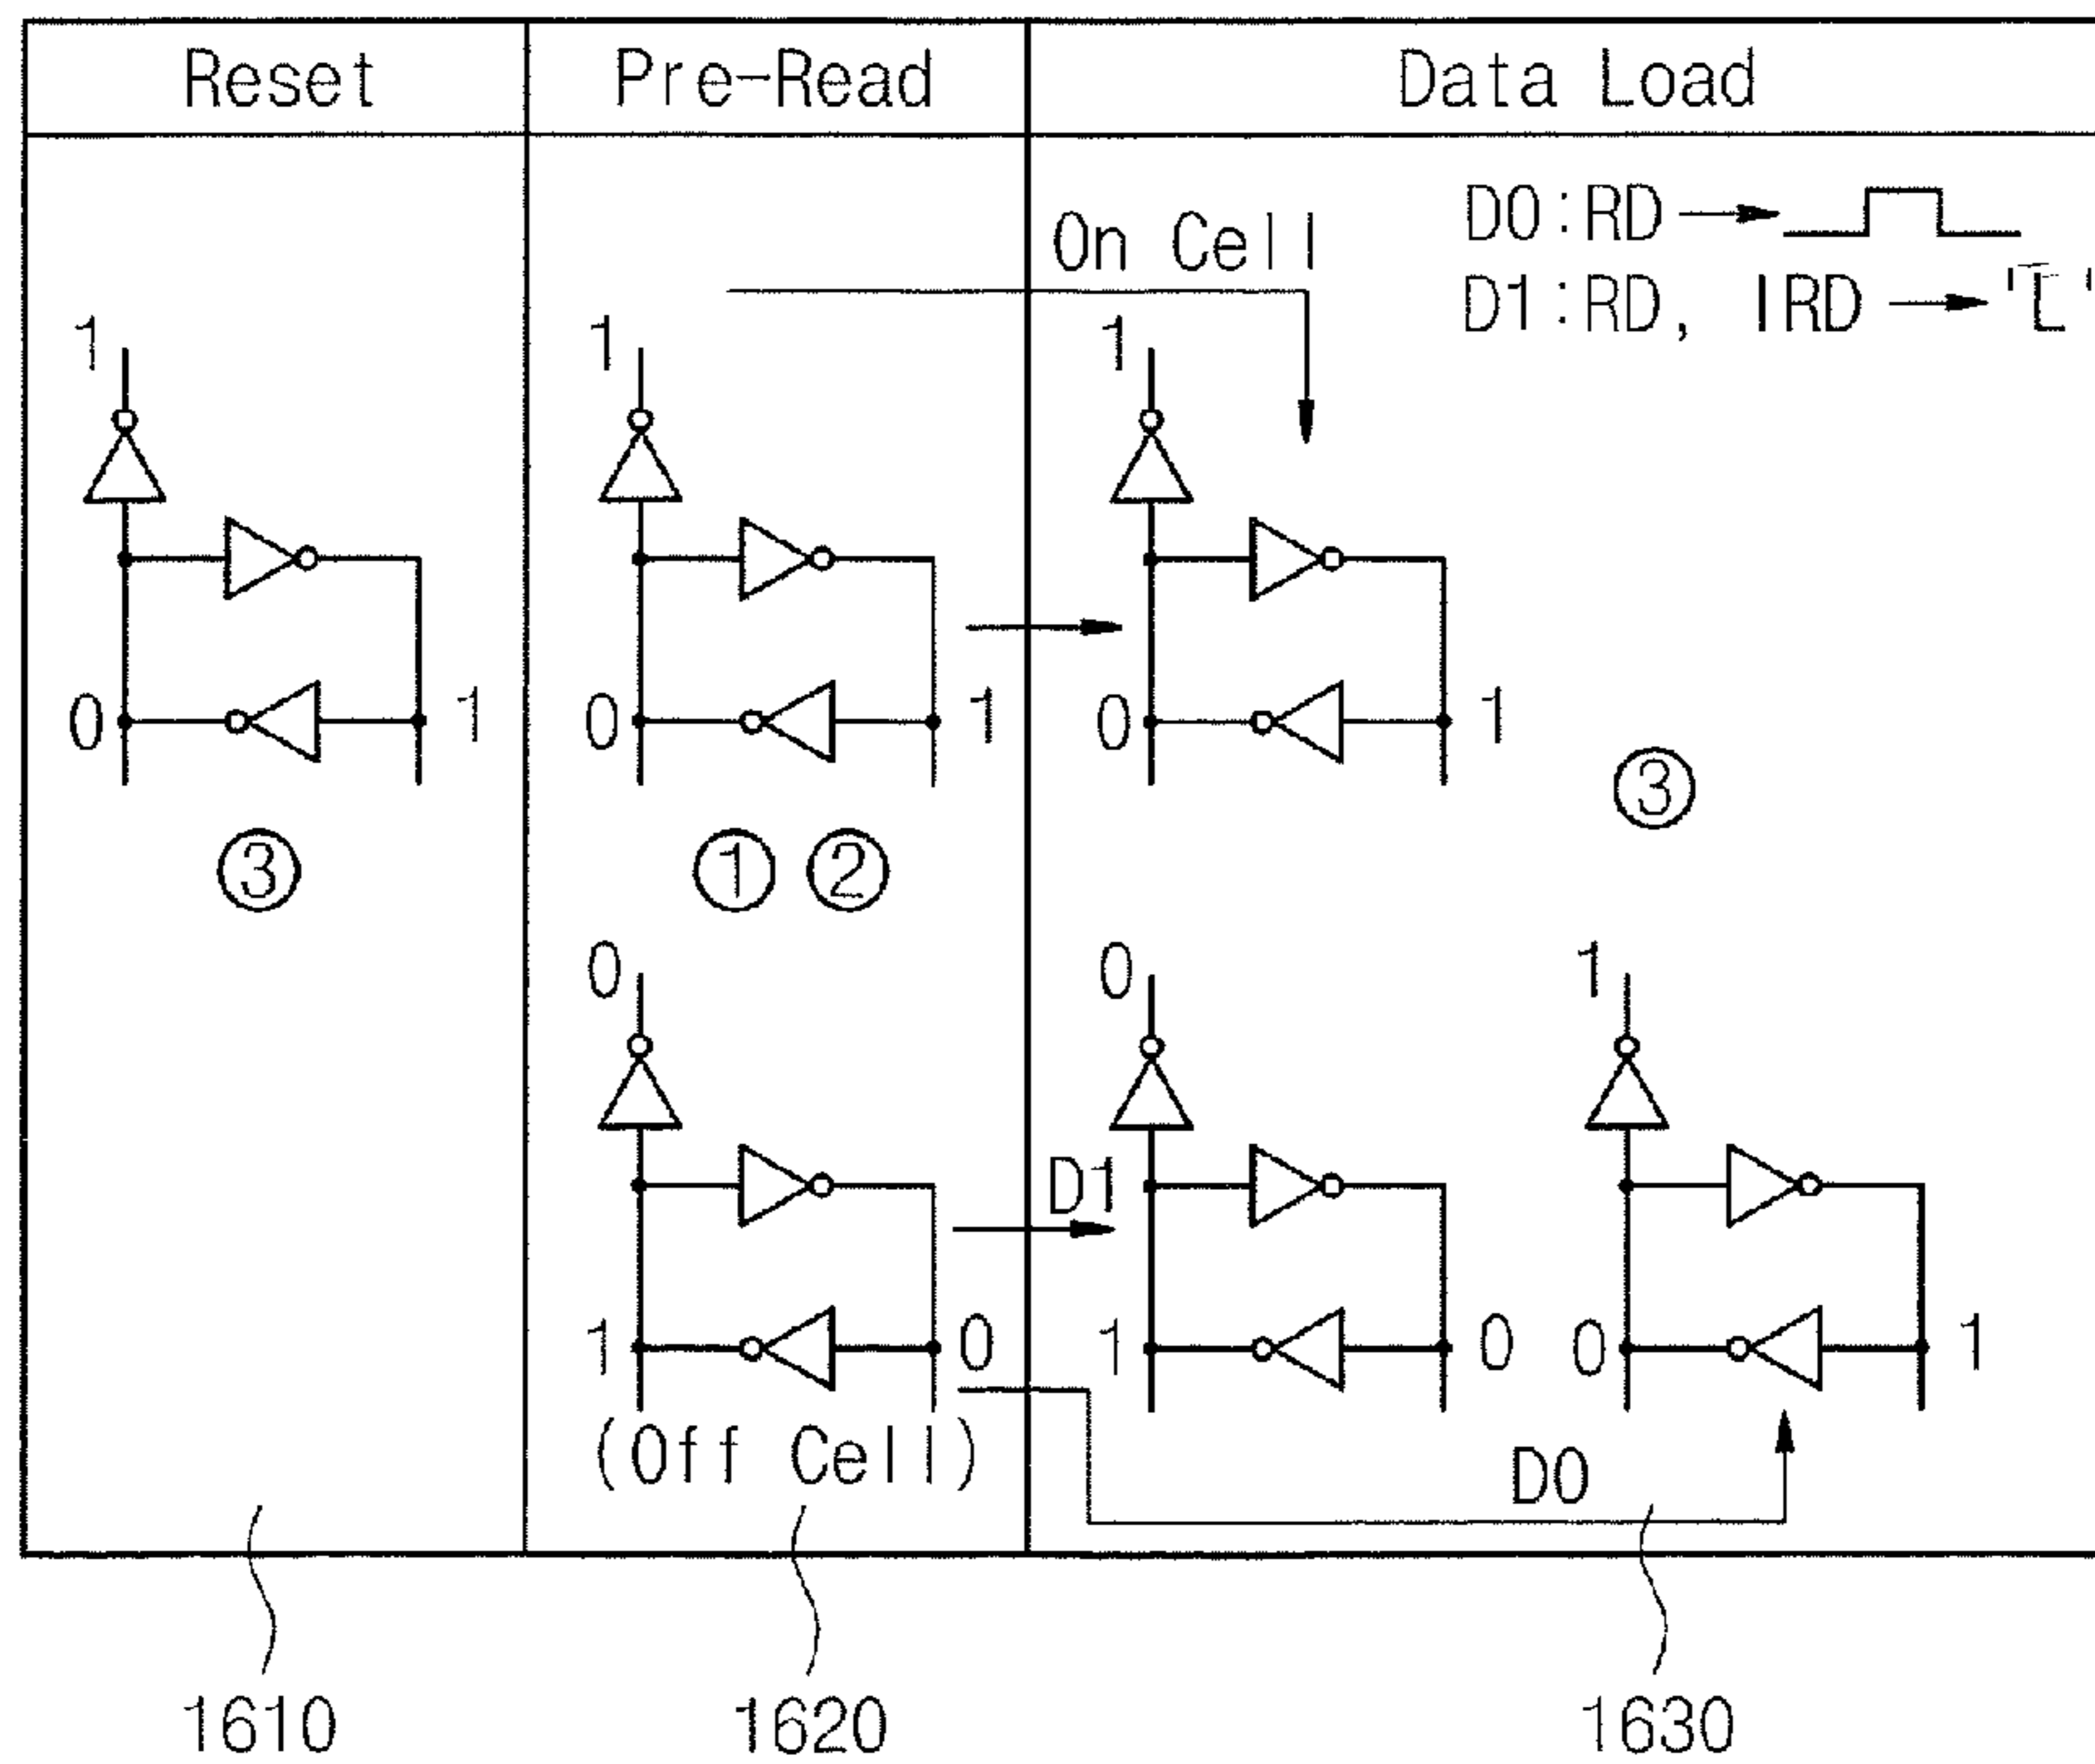 Reset Pre-Read Data Load
On Cell D0:RD
D1:RD, IRD "L"
1 1 1
0 1 0 1 0 1
③ ① ② ③
0 0 1
D1
1 0 1 0 0 1
(Off Cell) D0
1610 1620 1630